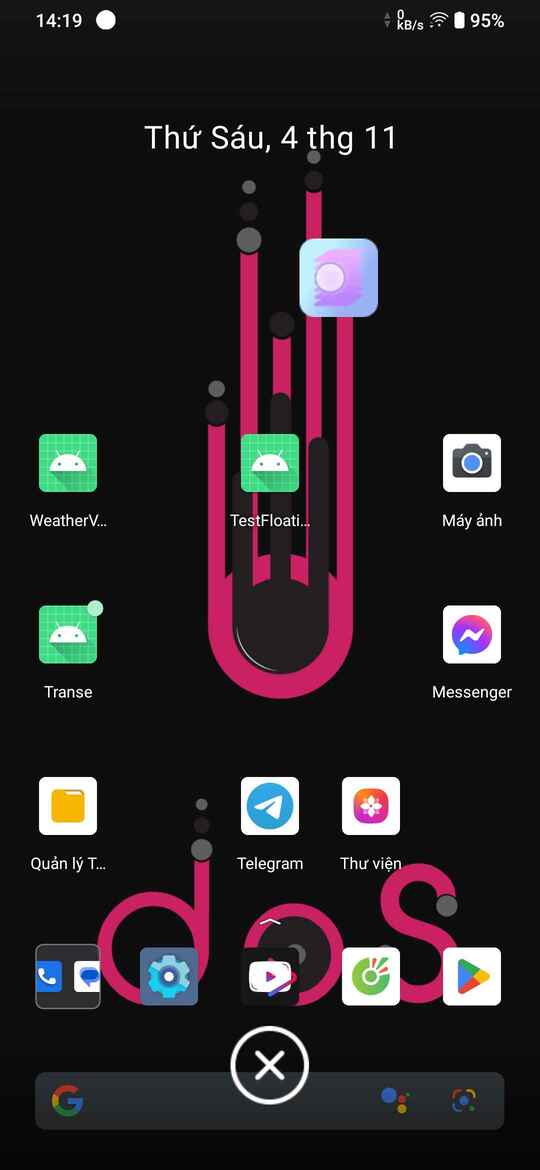 14:19
0
kB/s
95%
Thứ Sáu, 4 thg 11
WeatherV...
TestFloati...
Máy ảnh
Transe
Messenger
Quản lý T...
Telegram
Thư viện
dos